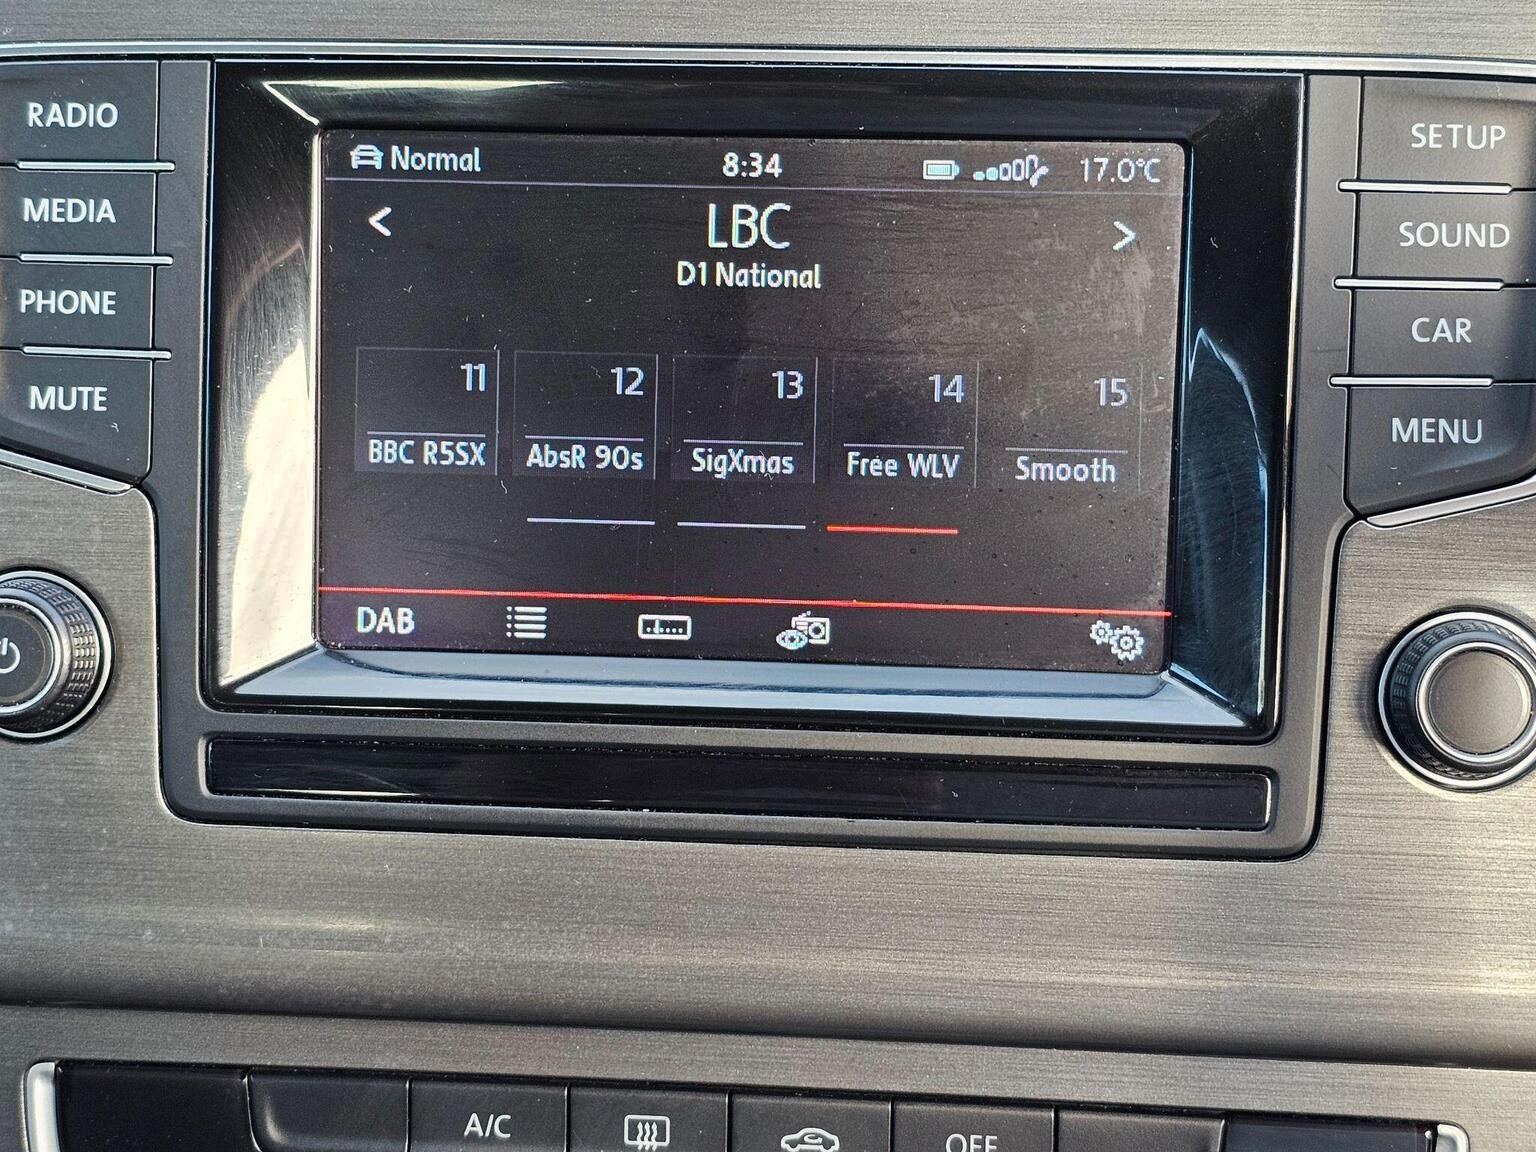 RADIO
MEDIA
PHONE
MUTE
Normal
8:34
17.0°C
<
LBC
>
D1 National
11
12
13
14
15
BBC R5SX
AbsR 90s
SigXmas
Free WLV
Smooth
DAB
SETUP
SOUND
CAR
MENU
A/C
OFF